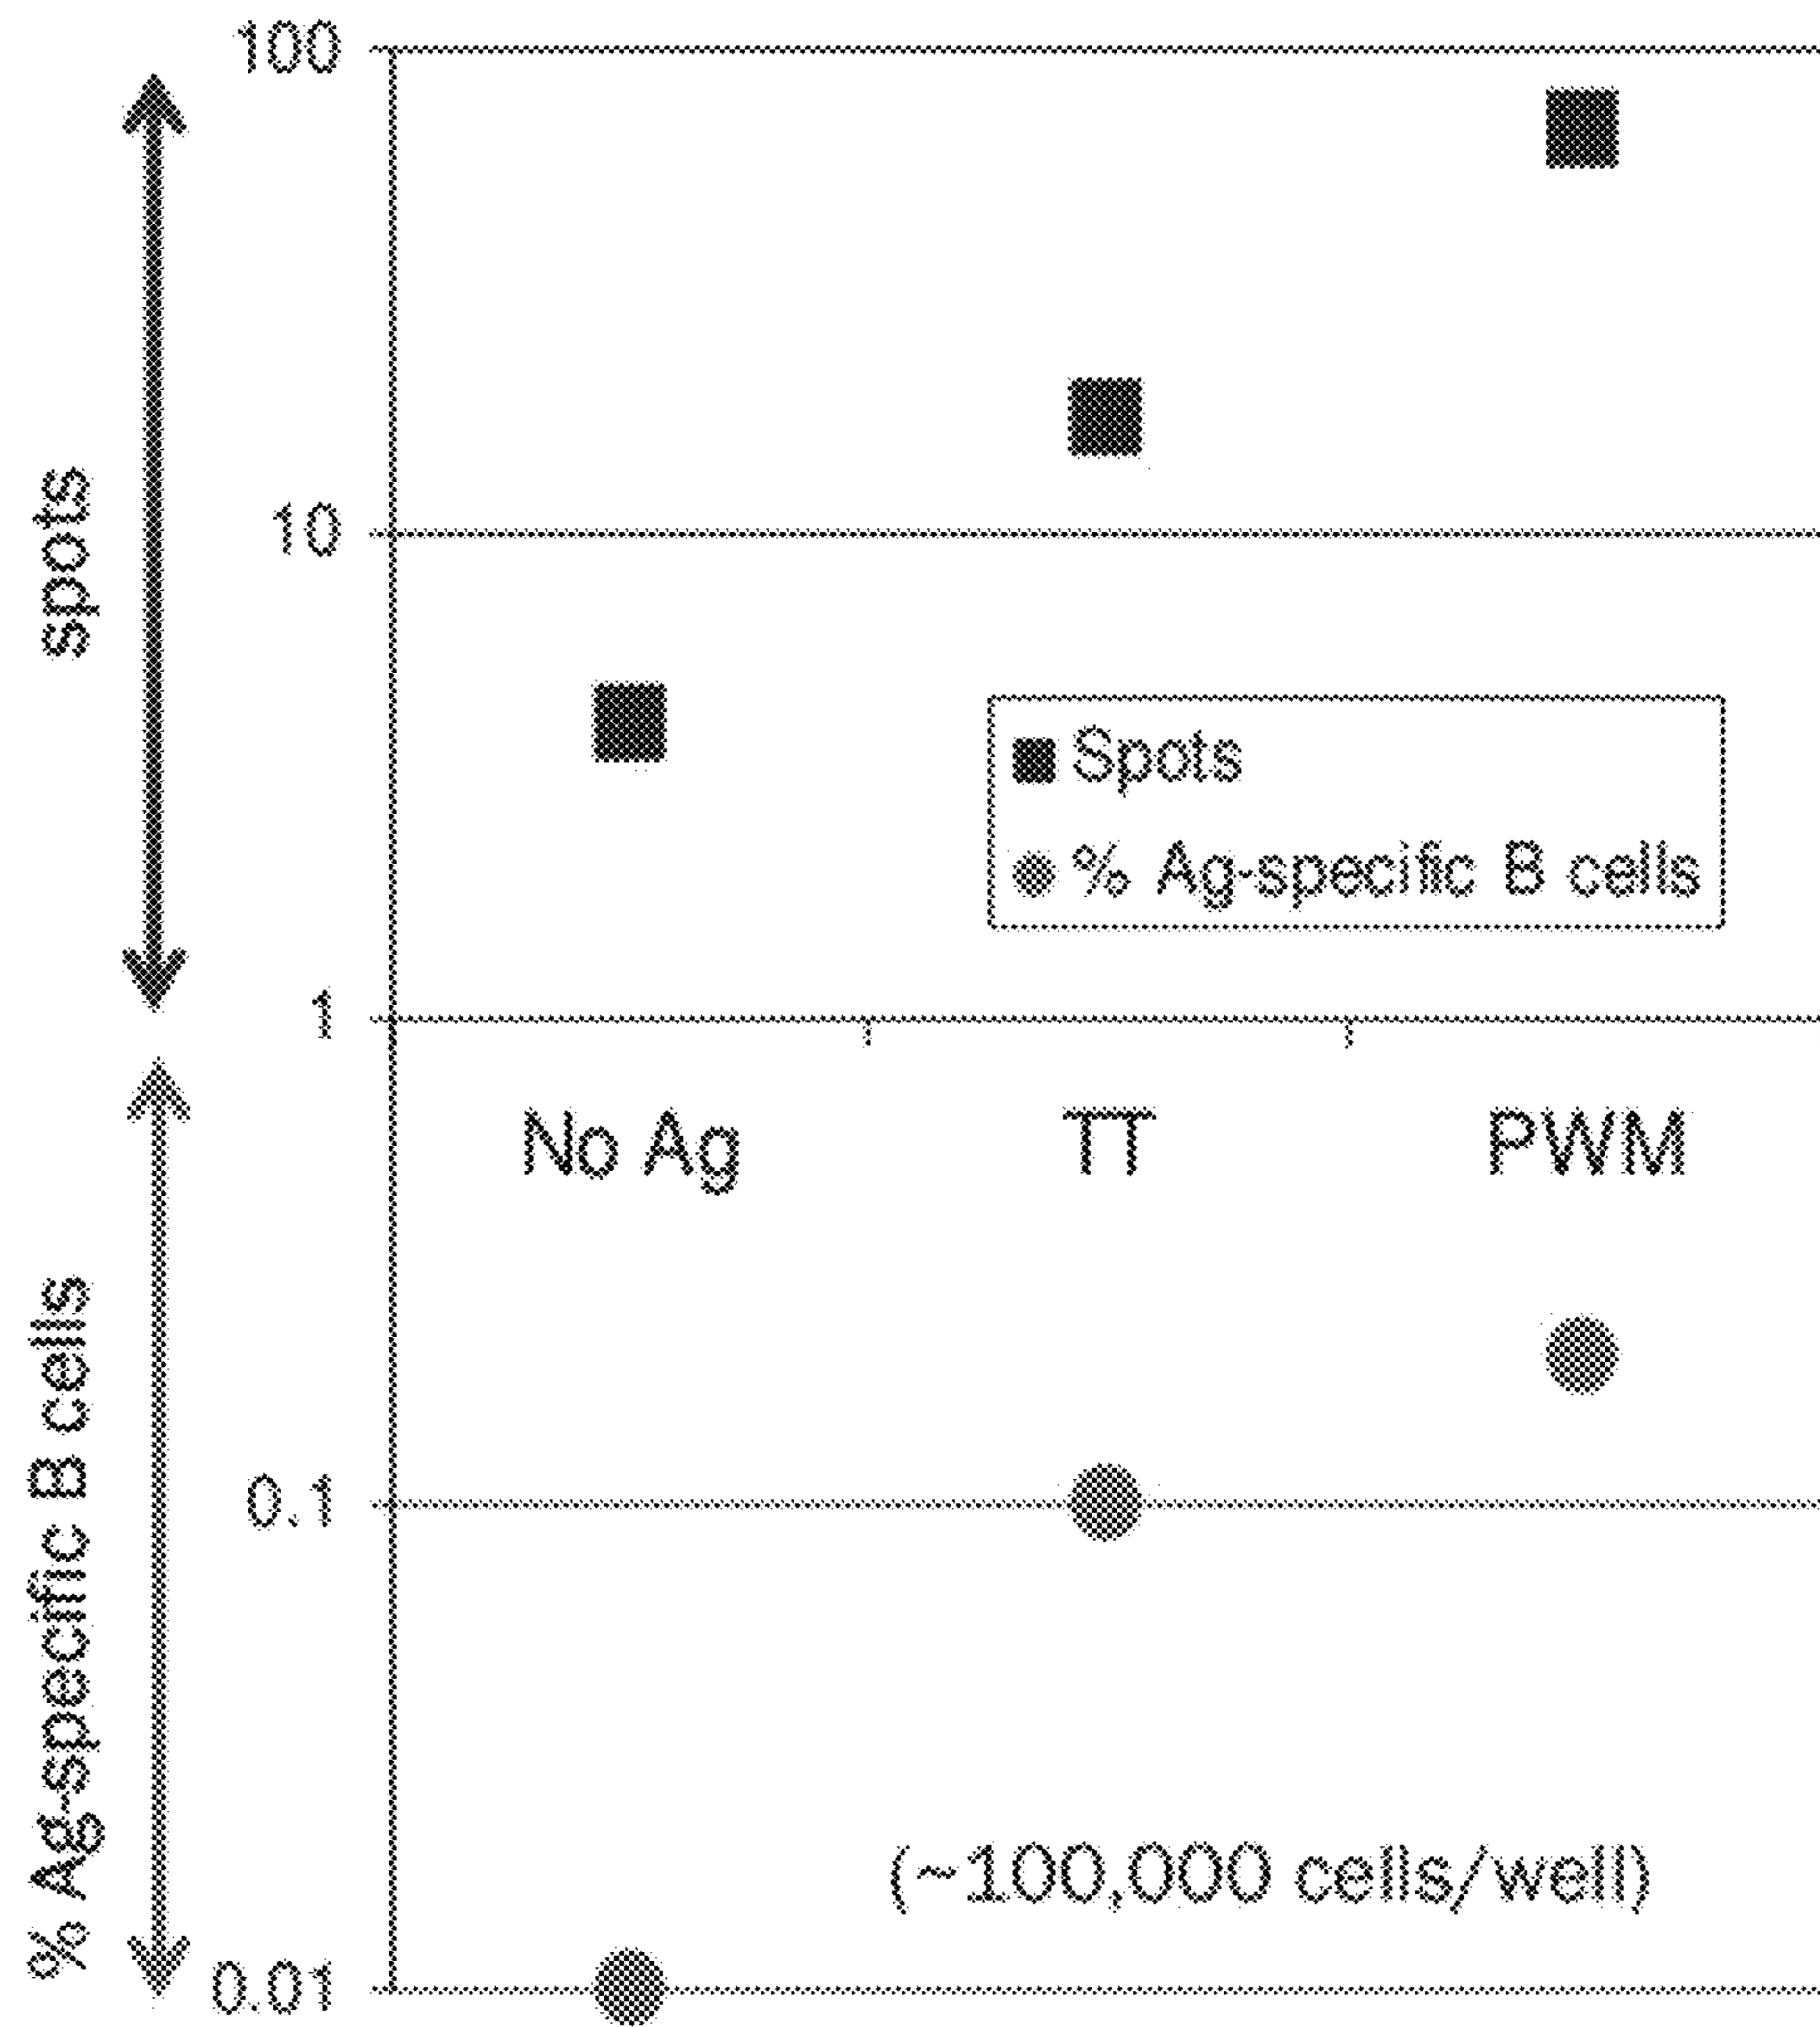 100
10
1
0.1
0.01
spots
% Ag-specific B cells
Spots
% Ag-specific B cells
No Ag
TT
PWM
(~100,000 cells/well)